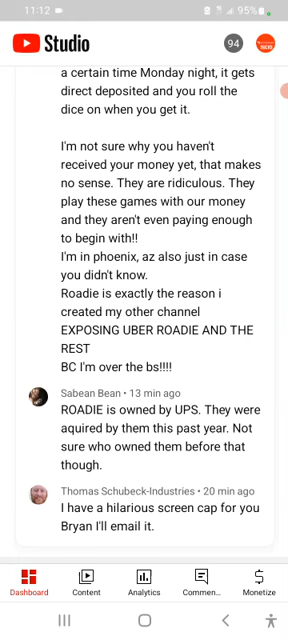 11:12
95%
Studio
94
a certain time Monday night, it gets
direct deposited and you roll the
dice on when you get it.
I'm not sure why you haven't
received your money yet, that makes
no sense. They are ridiculous. They
play these games with our money
and they aren't even paying enough
to begin with!!
I'm in phoenix, az also just in case
you didn't know.
Roadie is exactly the reason i
created my other channel
EXPOSING UBER ROADIE AND THE
REST
BC I'm over the bs!!!!
Sabean Bean • 13 min ago
ROADIE is owned by UPS. They were
aquired by them this past year. Not
sure who owned them before that
though.
Thomas Schubeck-Industries • 20 min ago
I have a hilarious screen cap for you
Bryan I'll email it.
Dashboard
Content
Analytics
Commen...
Monetize